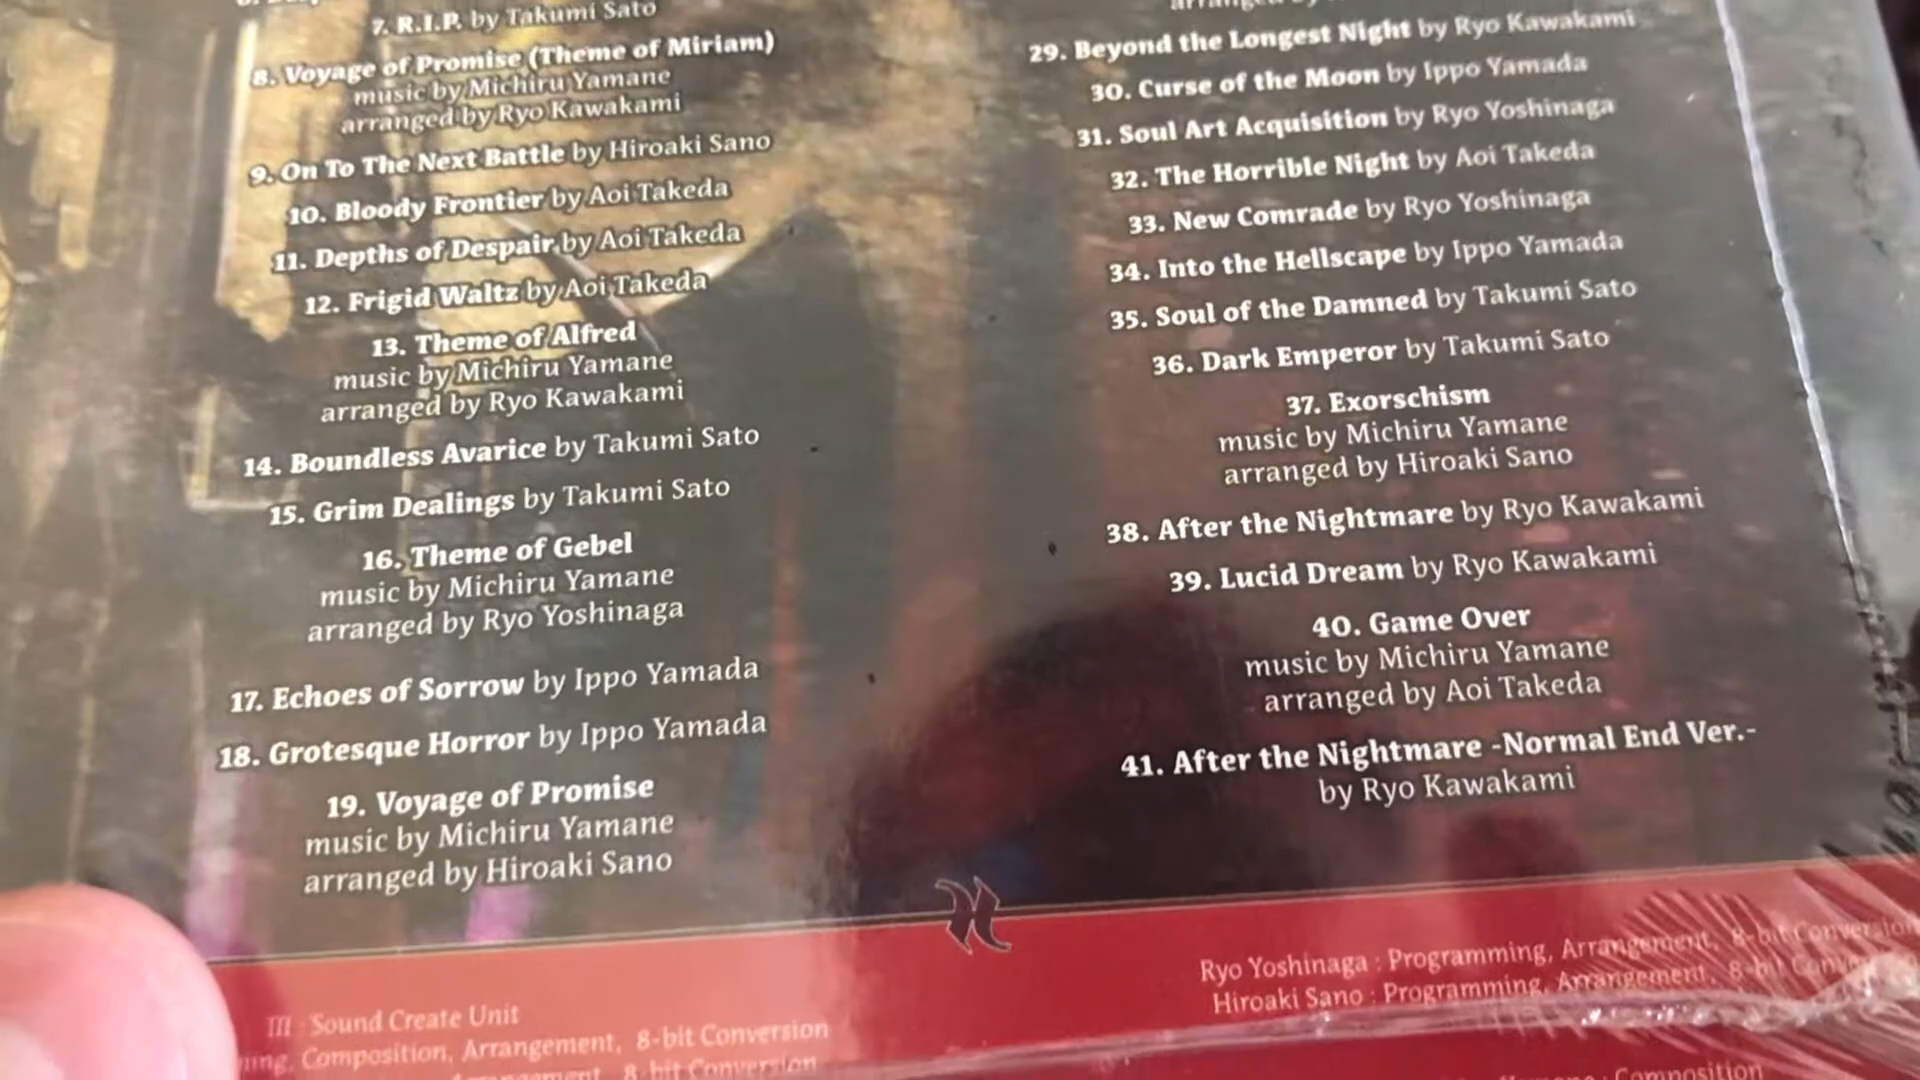 7. R.I.P. by Takumi Sato
8. Voyage of Promise (Theme of Miriam)
music by Michiru Yamane
arranged by Ryo Kawakami
9. On To The Next Battle by Hiroaki Sano
10. Bloody Frontier by Aoi Takeda
11. Depths of Despair by Aoi Takeda
12. Frigid Waltz by Aoi Takeda
13. Theme of Alfred
music by Michiru Yamane
arranged by Ryo Kawakami
14. Boundless Avarice by Takumi Sato
15. Grim Dealings by Takumi Sato
16. Theme of Gebel
music by Michiru Yamane
arranged by Ryo Yoshinaga
17. Echoes of Sorrow by Ippo Yamada
18. Grotesque Horror by Ippo Yamada
19. Voyage of Promise
music by Michiru Yamane
arranged by Hiroaki Sano
29. Beyond the Longest Night by Ryo Kawakami
30. Curse of the Moon by Ippo Yamada
31. Soul Art Acquisition by Ryo Yoshinaga
32. The Horrible Night by Aoi Takeda
33. New Comrade by Ryo Yoshinaga
34. Into the Hellscape by Ippo Yamada
35. Soul of the Damned by Takumi Sato
36. Dark Emperor by Takumi Sato
37. Exorschism
music by Michiru Yamane
arranged by Hiroaki Sano
38. After the Nightmare by Ryo Kawakami
39. Lucid Dream by Ryo Kawakami
40. Game Over
music by Michiru Yamane
arranged by Aoi Takeda
41. After the Nightmare -Normal End Ver.-
by Ryo Kawakami
III : Sound Create Unit
Composition, Arrangement, 8-bit Conversion
8-bit Conversion
Ryo Yoshinaga : Programming, Arrangement, 8-bit Conversion
Hiroaki Sano : Programming, Arrangement, 8-bit
: Composition